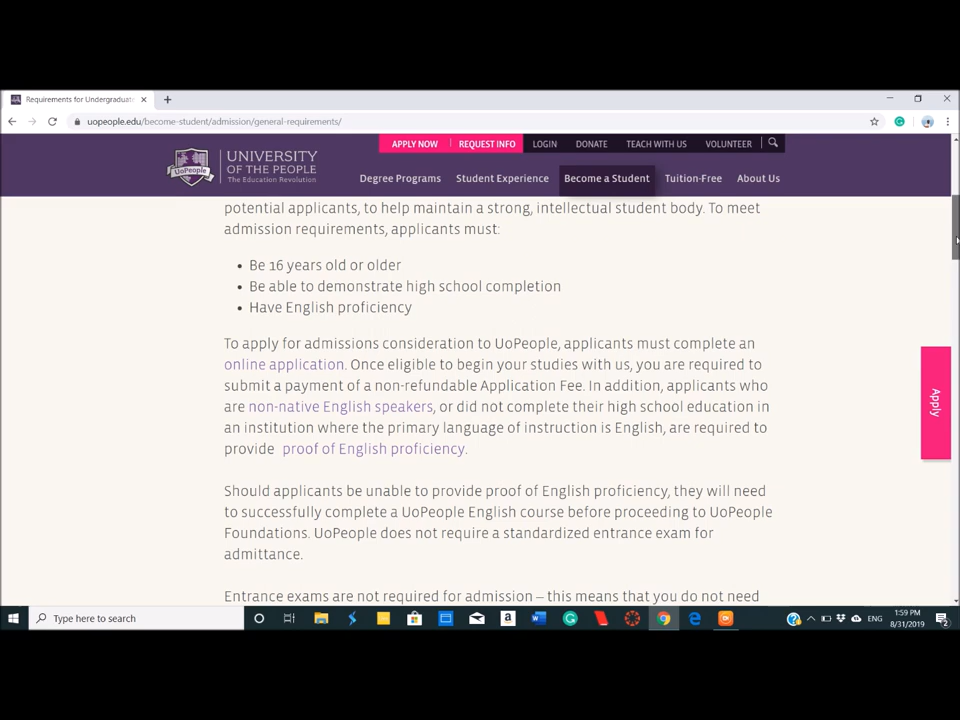 Requirements for Undergraduate
uopeople.edu/become-student/admission/general-requirements/
APPLY NOW
REQUEST INFO
LOGIN
DONATE
TEACH WITH US
VOLUNTEER
UoPeople
UNIVERSITY
OF THE PEOPLE
The Education Revolution
Degree Programs
Student Experience
Become a Student
Tuition-Free
About Us
potential applicants, to help maintain a strong, intellectual student body. To meet
admission requirements, applicants must:
• Be 16 years old or older
• Be able to demonstrate high school completion
• Have English proficiency
To apply for admissions consideration to UoPeople, applicants must complete an
online application. Once eligible to begin your studies with us, you are required to
submit a payment of a non-refundable Application Fee. In addition, applicants who
are non-native English speakers, or did not complete their high school education in
an institution where the primary language of instruction is English, are required to
provide proof of English proficiency.
Should applicants be unable to provide proof of English proficiency, they will need
to successfully complete a UoPeople English course before proceeding to UoPeople
Foundations. UoPeople does not require a standardized entrance exam for
admittance.
Entrance exams are not required for admission – this means that you do not need
Apply
Type here to search
ENG
1:59 PM
8/31/2019
2